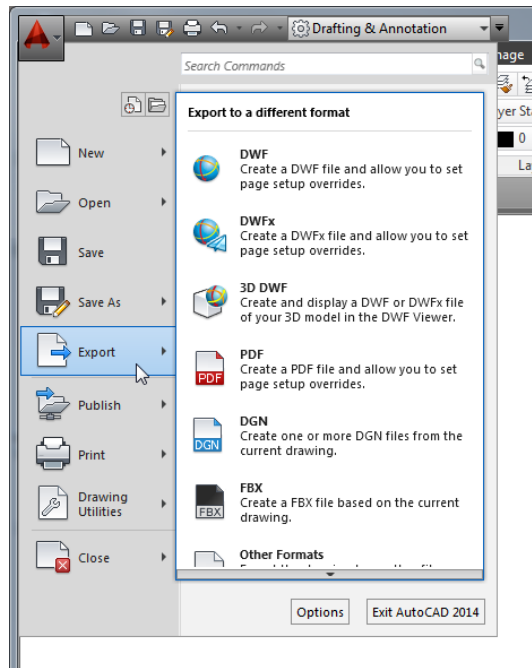 Drafting & Annotation
Search Commands
New
Open
Save
Save As
Export
Publish
Print
Drawing
Utilities
Close
Export to a different format
DWF
Create a DWF file and allow you to set
page setup overrides.
DWFx
Create a DWFx file and allow you to set
page setup overrides.
3D DWF
Create and display a DWF or DWFx file
of your 3D model in the DWF Viewer.
PDF
PDF
Create a PDF file and allow you to set
page setup overrides.
DGN
DGN
Create one or more DGN files from the
current drawing.
FBX
FBX
Create a FBX file based on the current
drawing.
Other Formats
Options
Exit AutoCAD 2014
nage
yer St
0
La